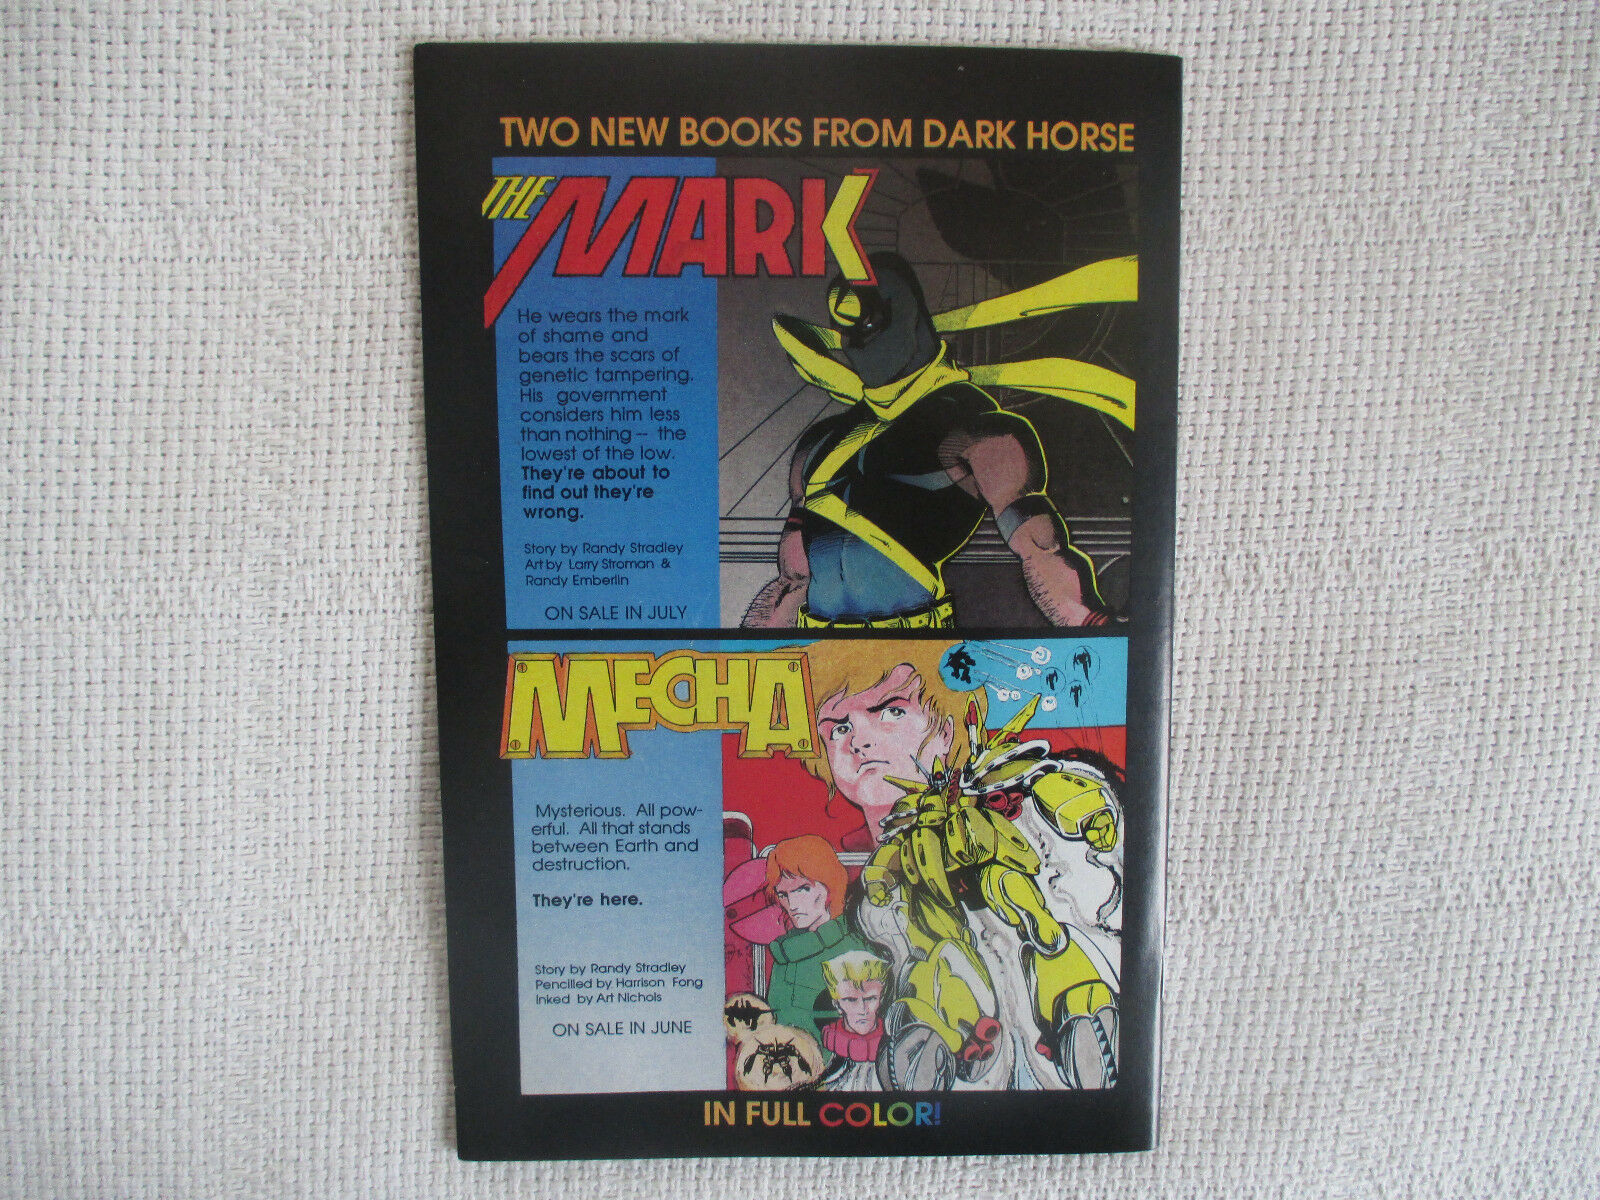 TWO NEW BOOKS FROM DARK HORSE
THE MARK
He wears the mark
of shame and
bears the scars of
genetic tampering.
His government
considers him less
than nothing -- the
lowest of the low.
They're about to
find out they're
wrong.
Story by Randy Stradley
Art by Larry Stroman &
Randy Emberlin
ON SALE IN JULY
MECHA
Mysterious. All pow-
erful. All that stands
between Earth and
destruction.
They're here.
Story by Randy Stradley
Pencilled by Harrison Fong
Inked by Art Nichols
ON SALE IN JUNE
IN FULL COLOR!